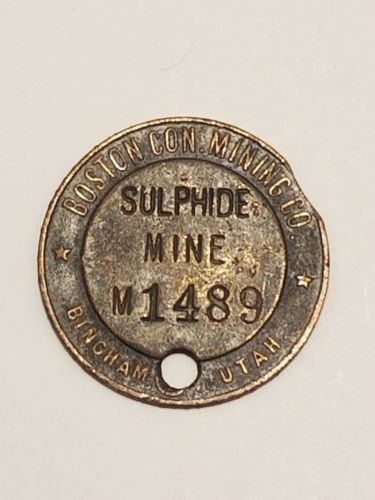 BOSTON CON. MINING CO.
SULPHIDE
MINE
M1489
BINGHAM, UTAH.